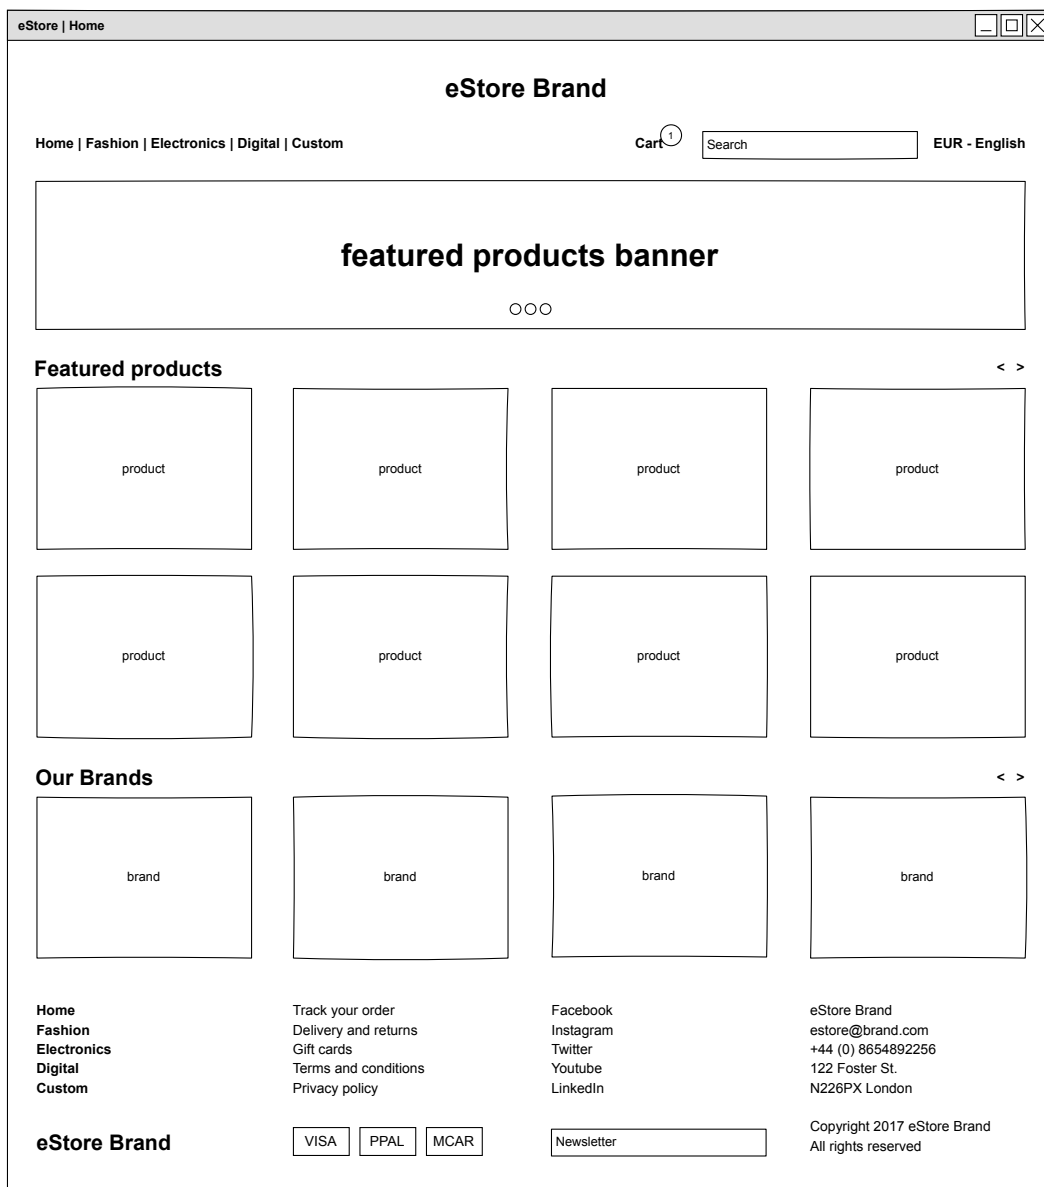 eStore | Home
eStore Brand
Home | Fashion | Electronics | Digital | Custom
Cart 1
Search
EUR - English
featured products banner
Featured products
< >
product
product
product
product
product
product
product
product
Our Brands
< >
brand
brand
brand
brand
Home
Fashion
Electronics
Digital
Custom
Track your order
Delivery and returns
Gift cards
Terms and conditions
Privacy policy
Facebook
Instagram
Twitter
Youtube
LinkedIn
eStore Brand
estore@brand.com
+44 (0) 8654892256
122 Foster St.
N226PX London
eStore Brand
VISA
PPAL
MCAR
Newsletter
Copyright 2017 eStore Brand
All rights reserved